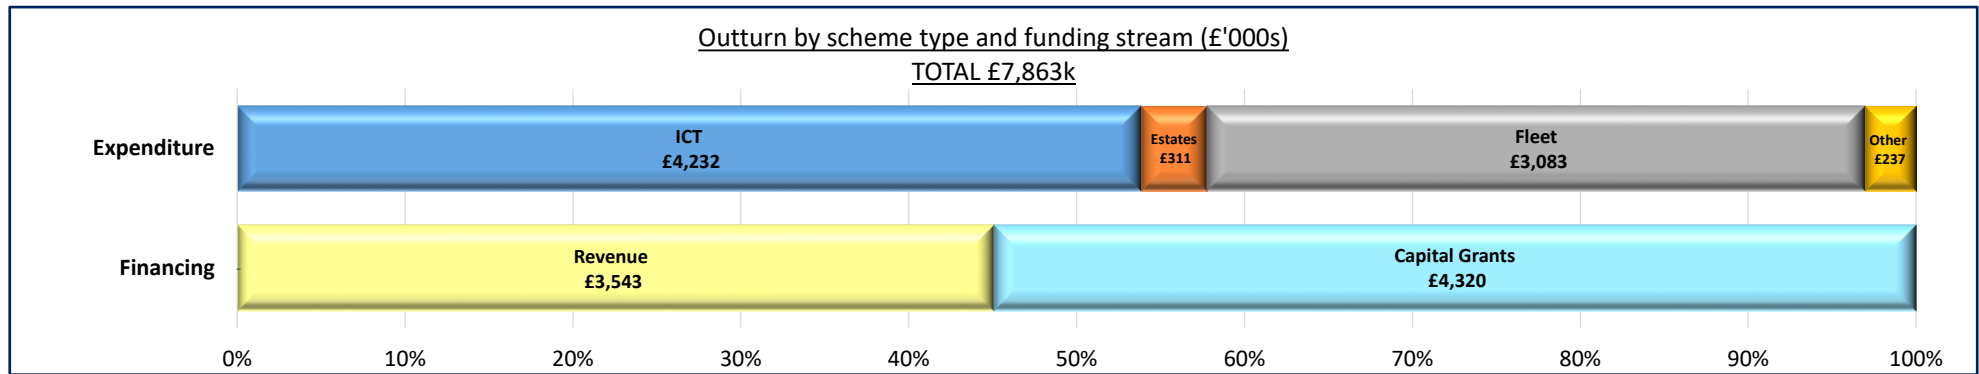 Outturn by scheme type and funding stream (£'000s)
TOTAL £7,863k
Expenditure
ICT
£4,232
Estates
£311
Fleet
£3,083
Other
£237
Financing
Revenue
£3,543
Capital Grants
£4,320
0% 10% 20% 30% 40% 50% 60% 70% 80% 90% 100%